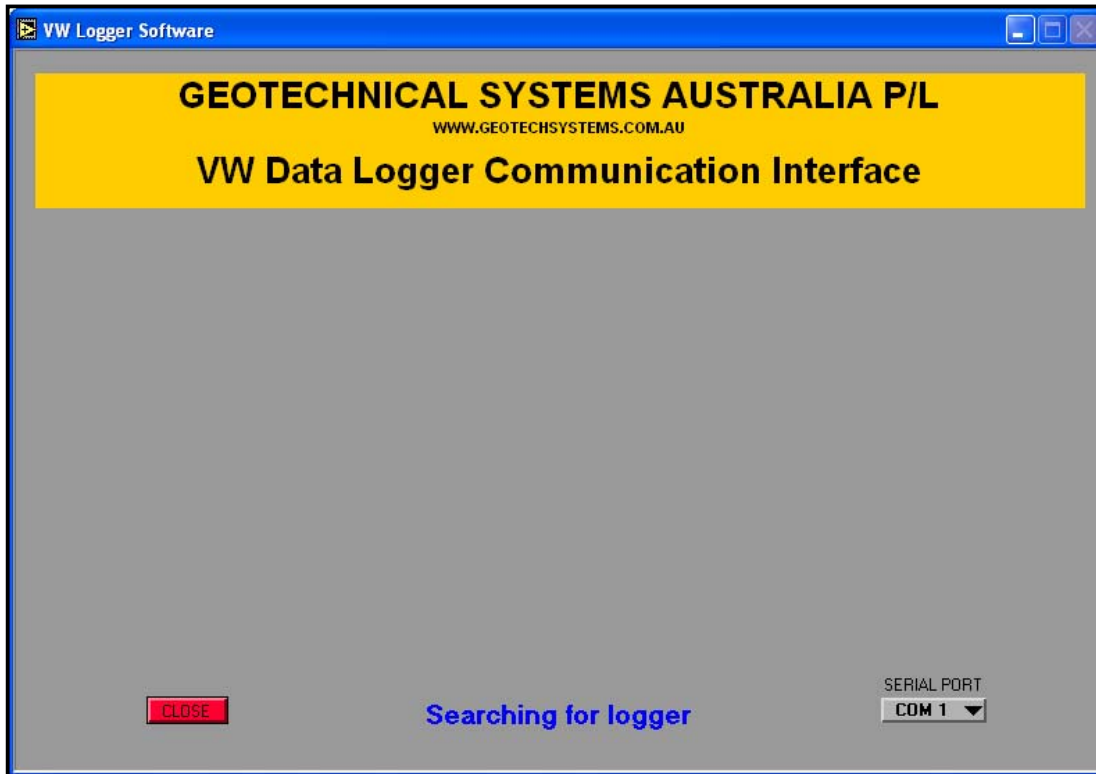 VW Logger Software
GEOTECHNICAL SYSTEMS AUSTRALIA P/L
WWW.GEOTECHSYSTEMS.COM.AU
VW Data Logger Communication Interface
SERIAL PORT
CLOSE
Searching for logger
COM 1